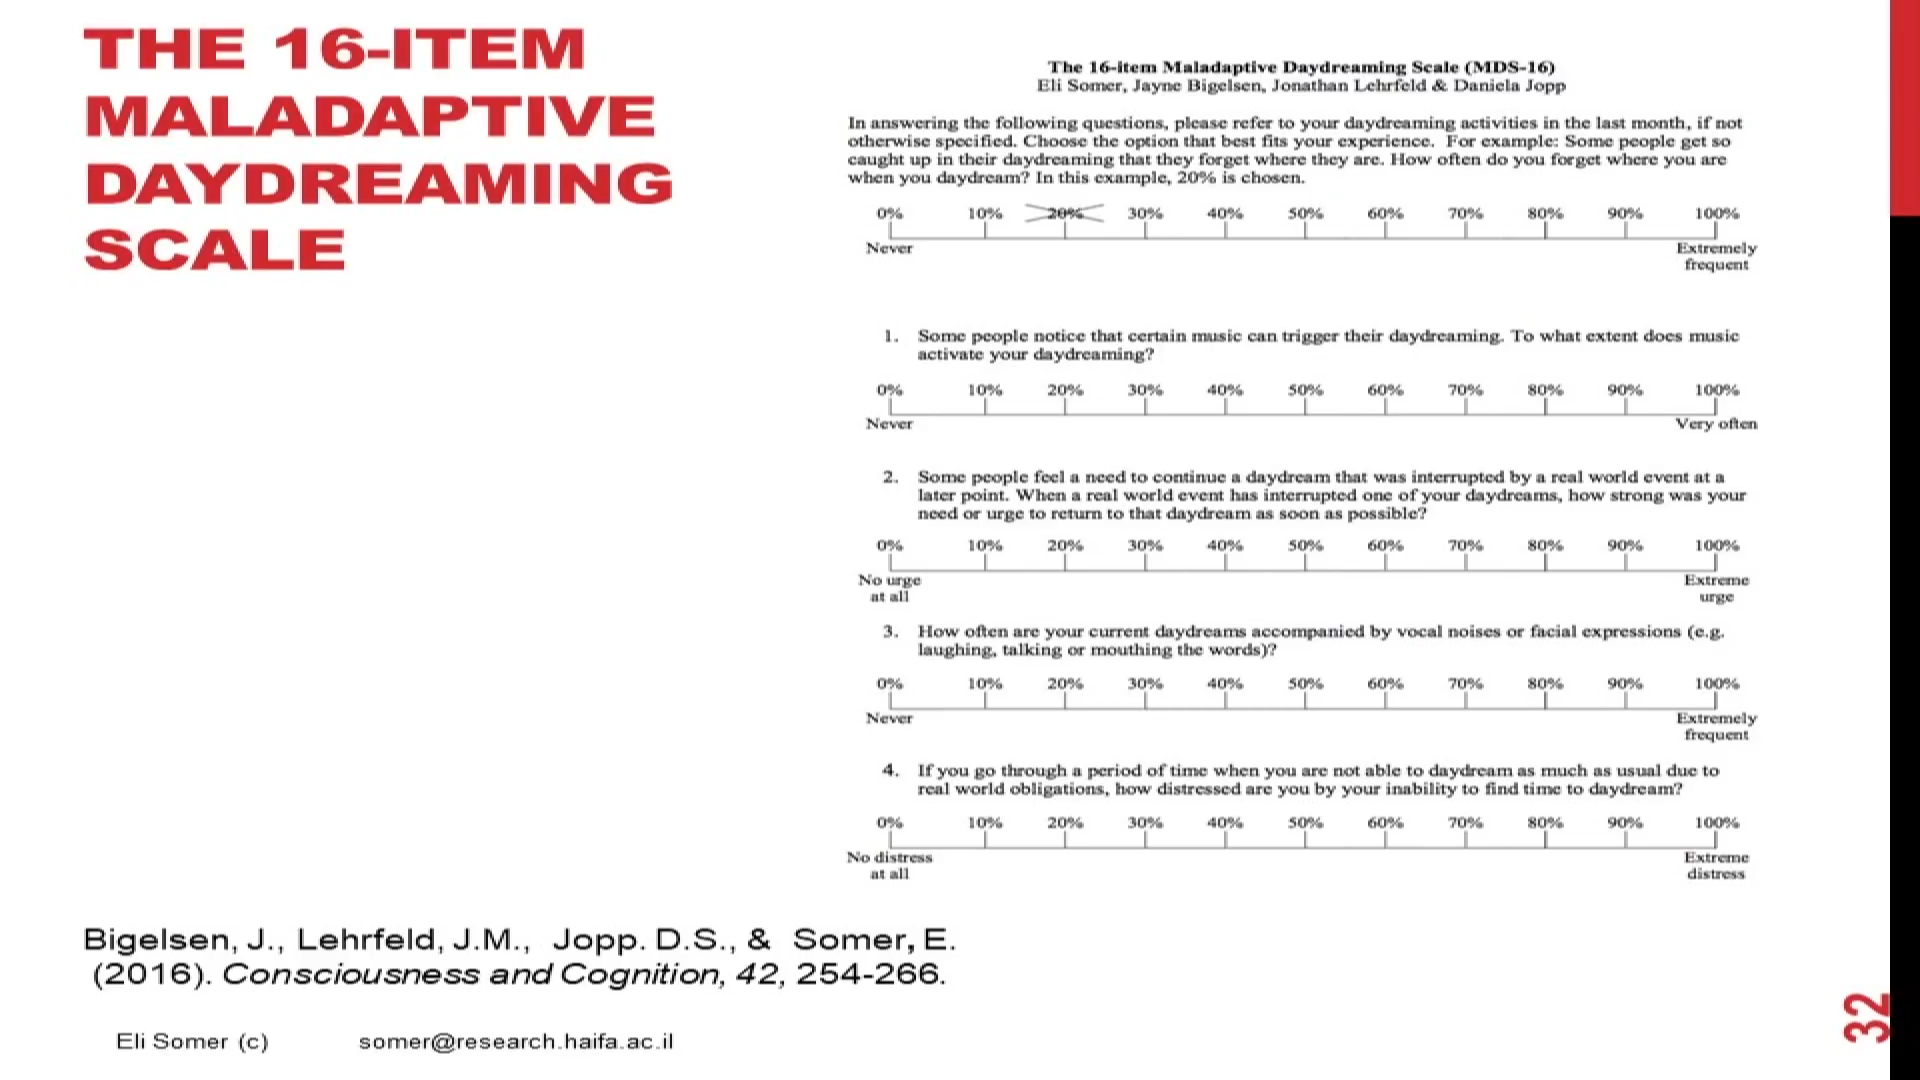 THE 16-ITEM
MALADAPTIVE
DAYDREAMING
SCALE
The 16-item Maladaptive Daydreaming Scale (MDS-16)
Eli Somer, Jayne Bigelsen, Jonathan Lehrfeld & Daniela Jopp
In answering the following questions, please refer to your daydreaming activities in the last month, if not
otherwise specified. Choose the option that best fits your experience. For example: Some people get so
caught up in their daydreaming that they forget where they are. How often do you forget where you are
when you daydream? In this example, 20% is chosen.
0% 10% 20% 30% 40% 50% 60% 70% 80% 90% 100%
Never Extremely
frequent
1. Some people notice that certain music can trigger their daydreaming. To what extent does music
activate your daydreaming?
0% 10% 20% 30% 40% 50% 60% 70% 80% 90% 100%
Never Very often
2. Some people feel a need to continue a daydream that was interrupted by a real world event at a
later point. When a real world event has interrupted one of your daydreams, how strong was your
need or urge to return to that daydream as soon as possible?
0% 10% 20% 30% 40% 50% 60% 70% 80% 90% 100%
No urge Extreme
at all urge
3. How often are your current daydreams accompanied by vocal noises or facial expressions (e.g.
laughing, talking or mouthing the words)?
0% 10% 20% 30% 40% 50% 60% 70% 80% 90% 100%
Never Extremely
frequent
4. If you go through a period of time when you are not able to daydream as much as usual due to
real world obligations, how distressed are you by your inability to find time to daydream?
0% 10% 20% 30% 40% 50% 60% 70% 80% 90% 100%
No distress Extreme
at all distress
Bigelsen, J., Lehrfeld, J.M., Jopp. D.S., & Somer, E.
(2016). Consciousness and Cognition, 42, 254-266.
Eli Somer (c) somer@research.haifa.ac.il
32